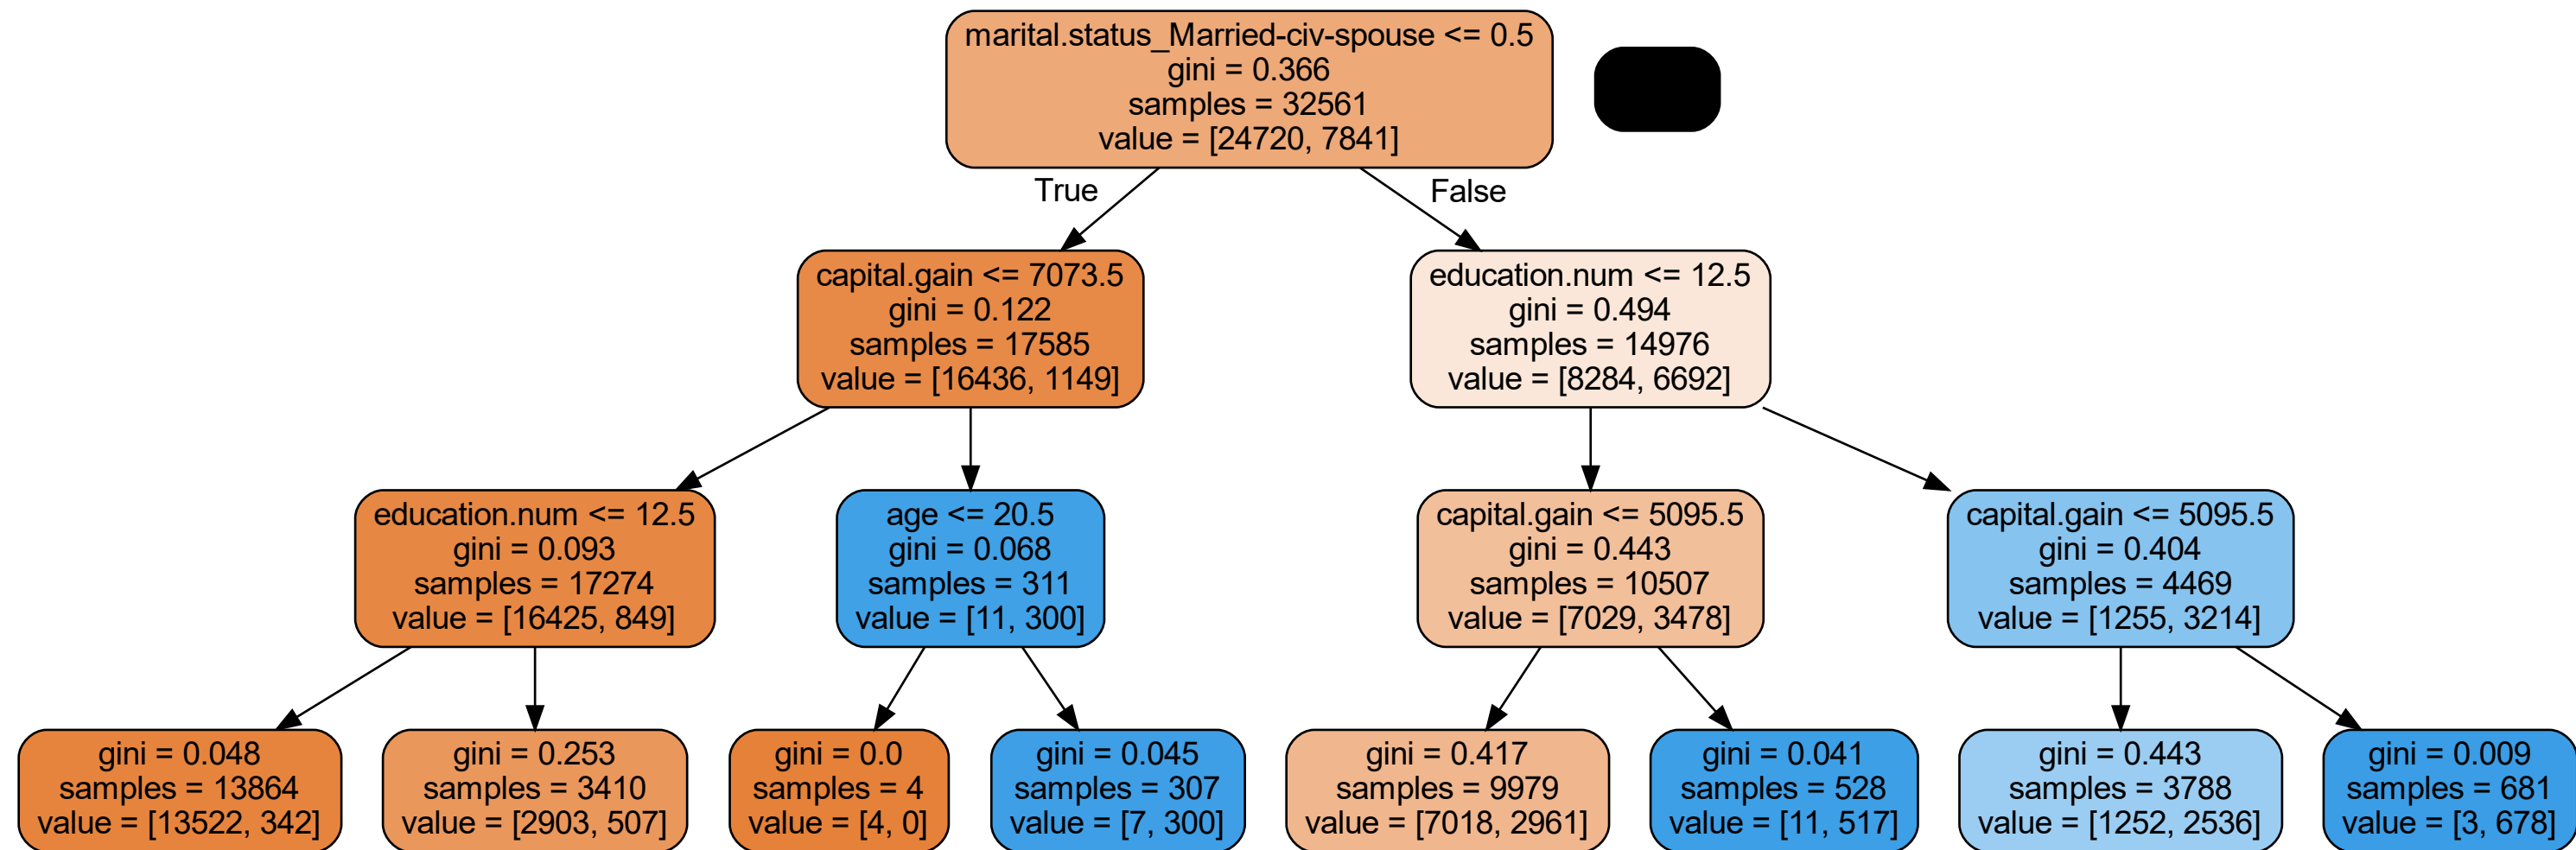 marital.status_Married-civ-spouse <= 0.5
gini = 0.366
samples = 32561
value = [24720, 7841]
True
False
capital.gain <= 7073.5
gini = 0.122
samples = 17585
value = [16436, 1149]
education.num <= 12.5
gini = 0.494
samples = 14976
value = [8284, 6692]
education.num <= 12.5
gini = 0.093
samples = 17274
value = [16425, 849]
age <= 20.5
gini = 0.068
samples = 311
value = [11, 300]
capital.gain <= 5095.5
gini = 0.443
samples = 10507
value = [7029, 3478]
capital.gain <= 5095.5
gini = 0.404
samples = 4469
value = [1255, 3214]
gini = 0.048
samples = 13864
value = [13522, 342]
gini = 0.253
samples = 3410
value = [2903, 507]
gini = 0.0
samples = 4
value = [4, 0]
gini = 0.045
samples = 307
value = [7, 300]
gini = 0.417
samples = 9979
value = [7018, 2961]
gini = 0.041
samples = 528
value = [11, 517]
gini = 0.443
samples = 3788
value = [1252, 2536]
gini = 0.009
samples = 681
value = [3, 678]